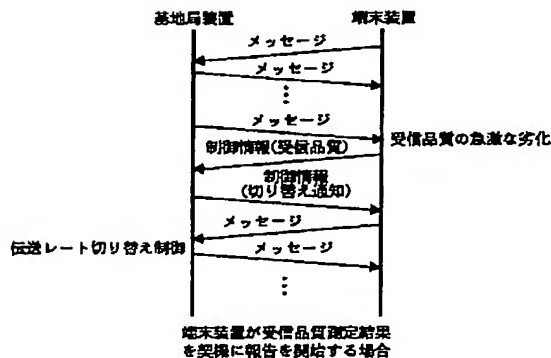 基地局装置
端末装置
メッセージ
メッセージ
メッセージ
受信品質の急激な劣化
制御情報(受信品質)
制御情報
(切り替え通知)
メッセージ
伝送レート切り替え制御
メッセージ
端末装置が受信品質測定結果
を契機に報告を開始する場合